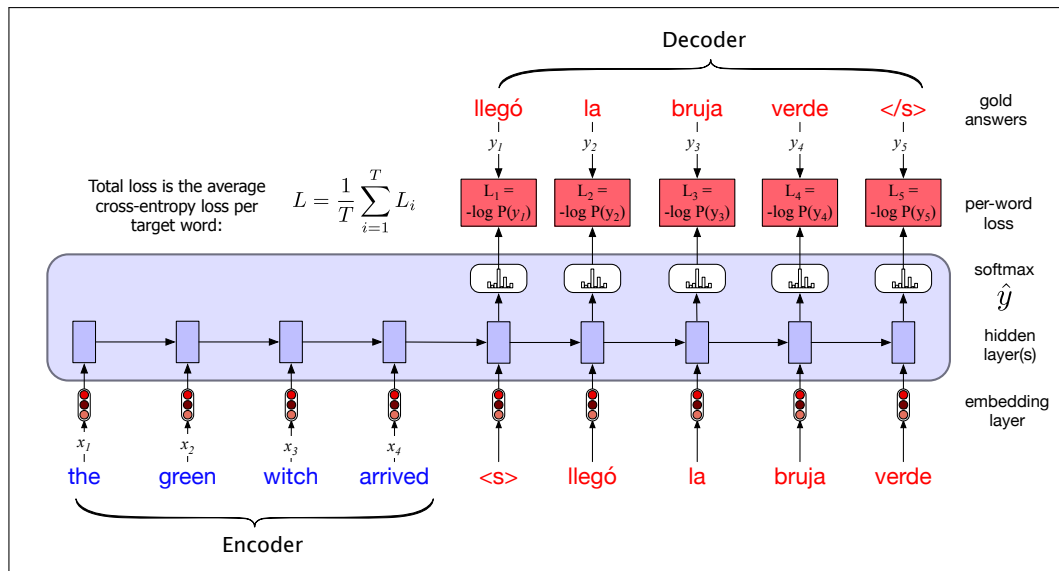 Decoder
llegó la bruja verde </s>
gold
answers
y1 y2 y3 y4 y5
Total loss is the average
cross-entropy loss per
target word:
L = 1/T ∑ᵀᵢ₌₁ Lᵢ
L1 = L2 = L3 = L4 = L5 =
-log P(y1) -log P(y2) -log P(y3) -log P(y4) -log P(y5)
per-word
loss
softmax
ŷ
hidden
layer(s)
embedding
layer
x1 x2 x3 x4
the green witch arrived <s> llegó la bruja verde
Encoder